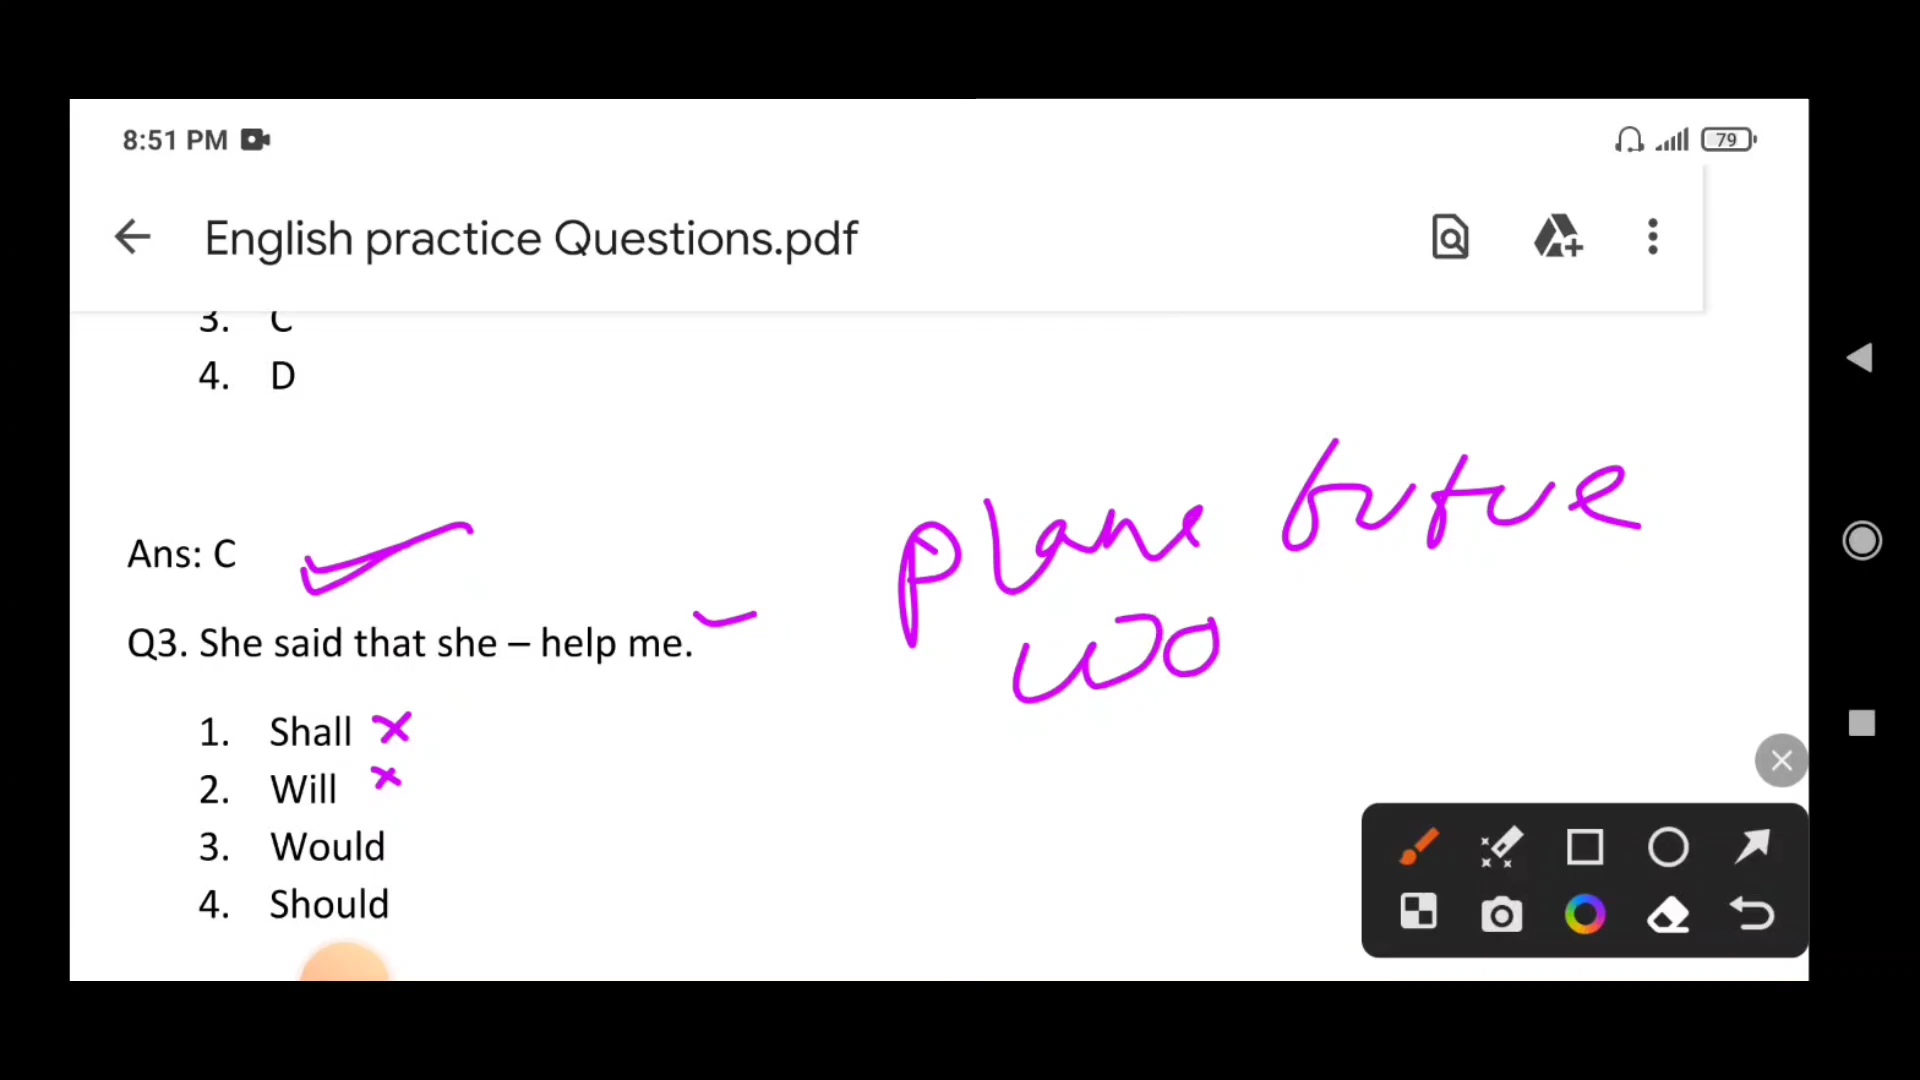 8:51 PM
79
English practice Questions.pdf
3. C
4. D
plane future
Ans: C
wo
Q3. She said that she – help me.
1. Shall x
2. Will x
3. Would
4. Should